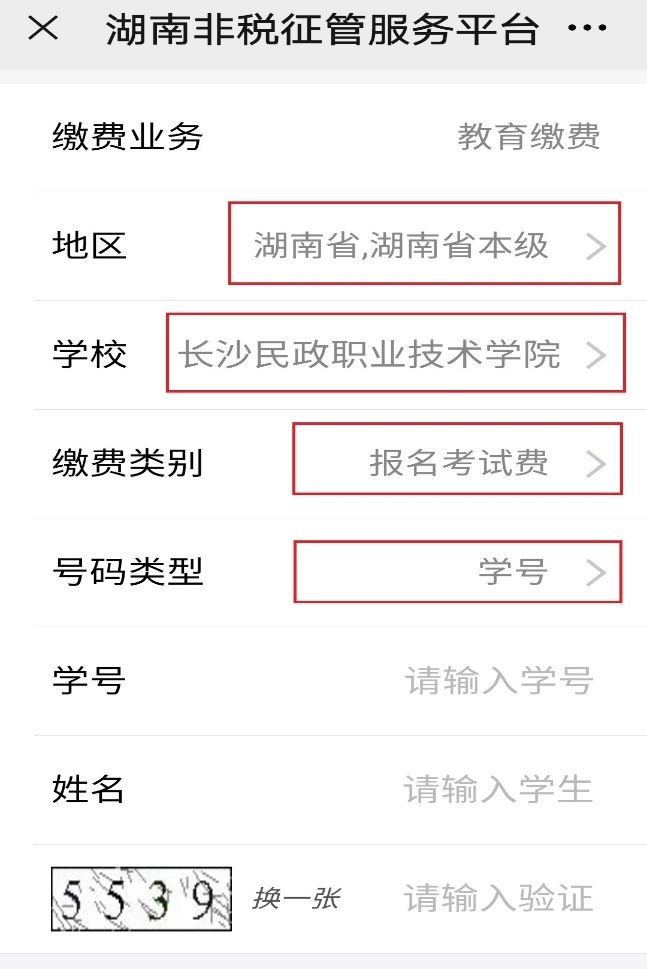 湖南非税征管服务平台
缴费业务 教育缴费
地区 湖南省,湖南省本级
学校 长沙民政职业技术学院
缴费类别 报名考试费
号码类型 学号
学号 请输入学号
姓名 请输入学生
5539 换一张 请输入验证